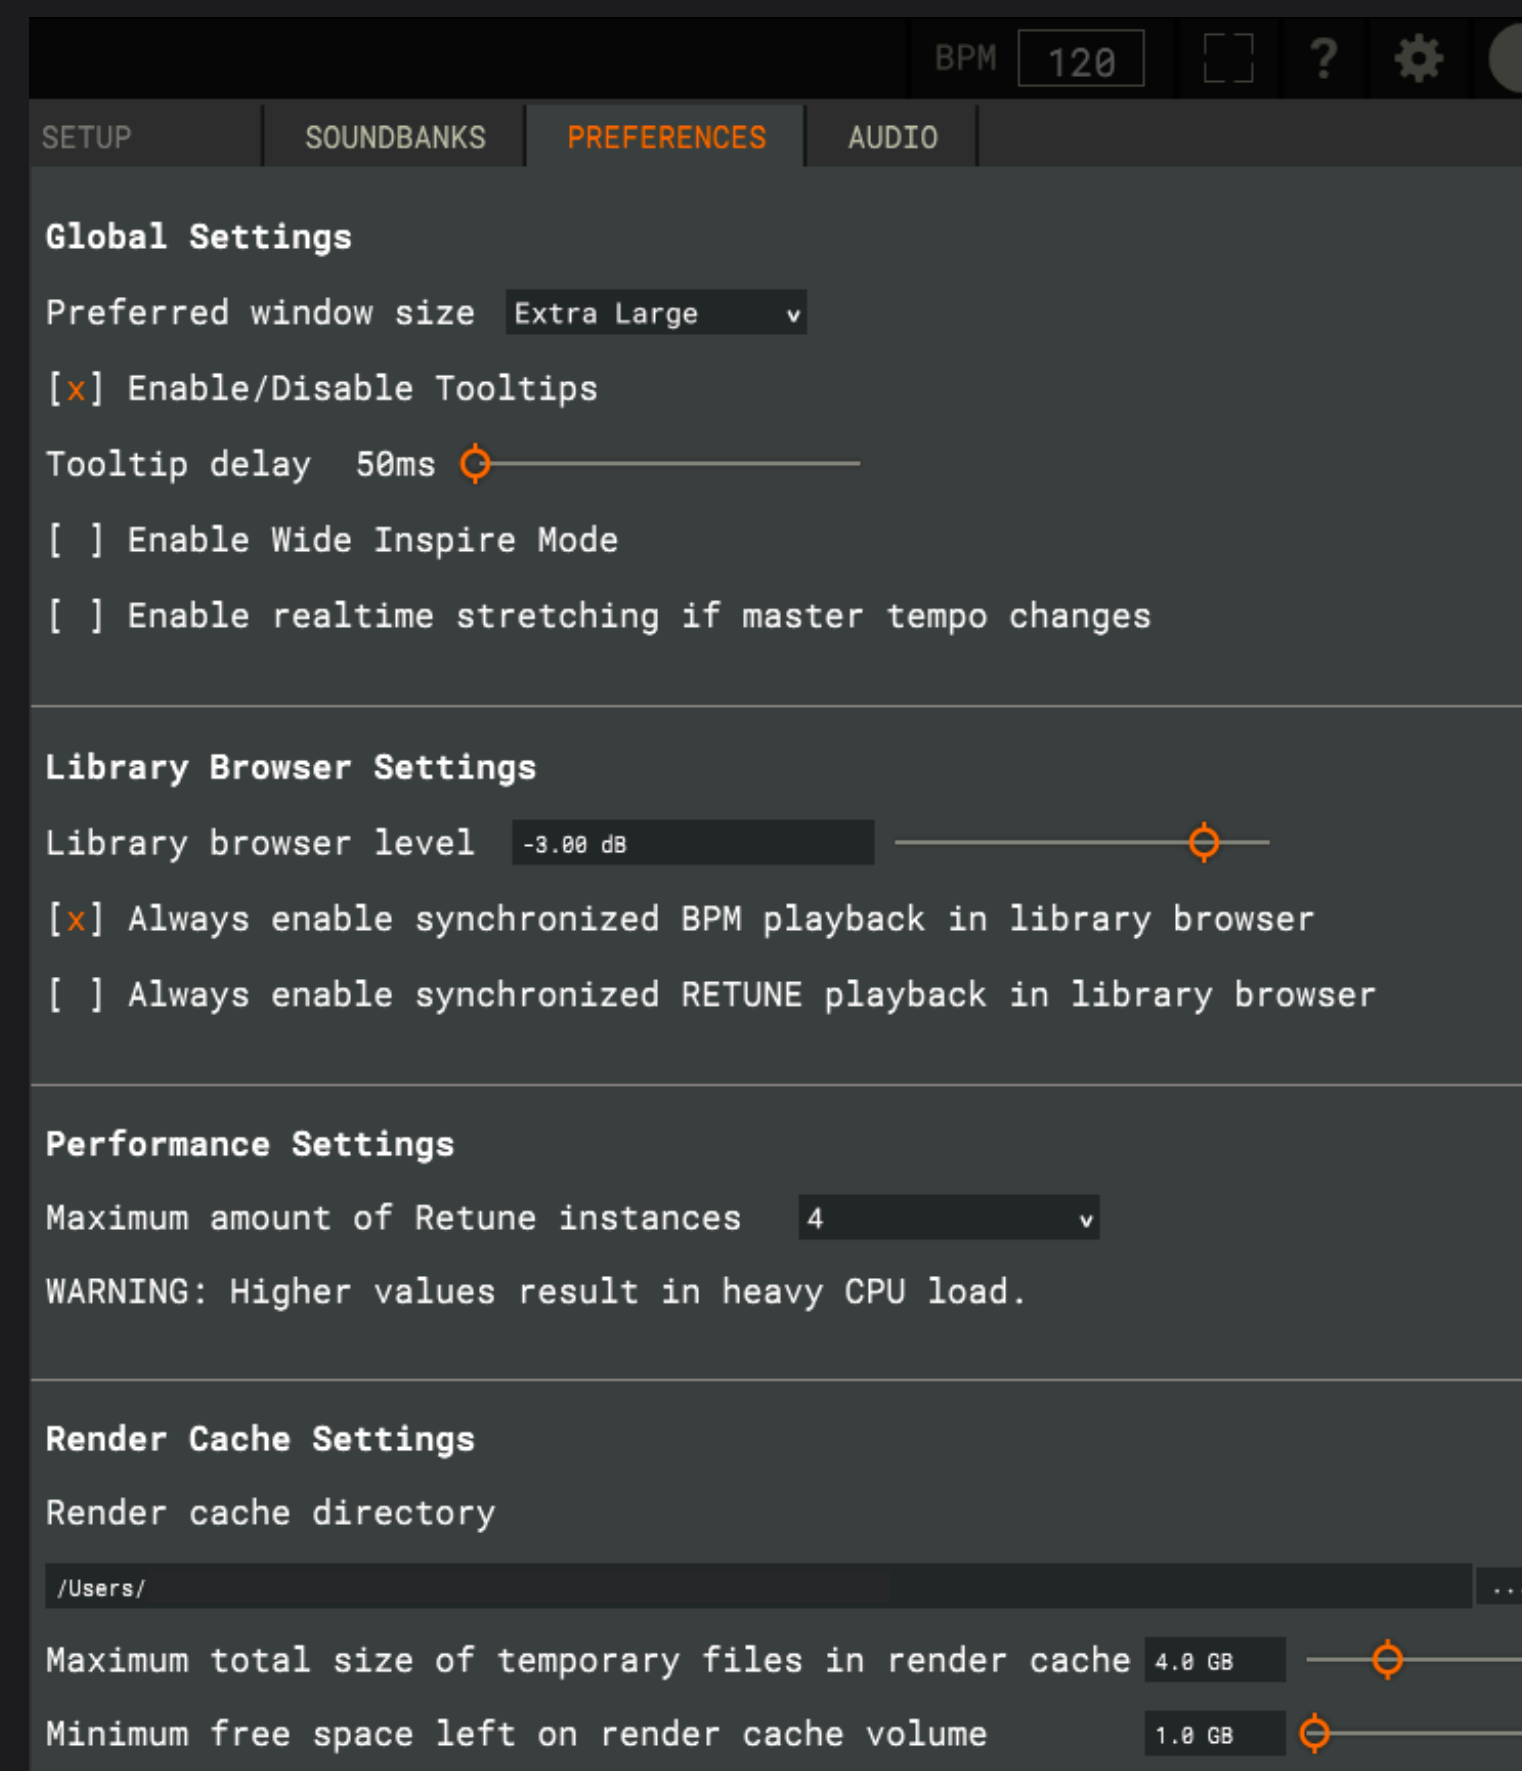 BPM 120 ?
SETUP SOUNDBANKS PREFERENCES AUDIO
Global Settings
Preferred window size Extra Large v
[x] Enable/Disable Tooltips
Tooltip delay 50ms
[ ] Enable Wide Inspire Mode
[ ] Enable realtime stretching if master tempo changes
Library Browser Settings
Library browser level -3.00 dB
[x] Always enable synchronized BPM playback in library browser
[ ] Always enable synchronized RETUNE playback in library browser
Performance Settings
Maximum amount of Retune instances 4 v
WARNING: Higher values result in heavy CPU load.
Render Cache Settings
Render cache directory
/Users/ ...
Maximum total size of temporary files in render cache 4.0 GB
Minimum free space left on render cache volume 1.0 GB